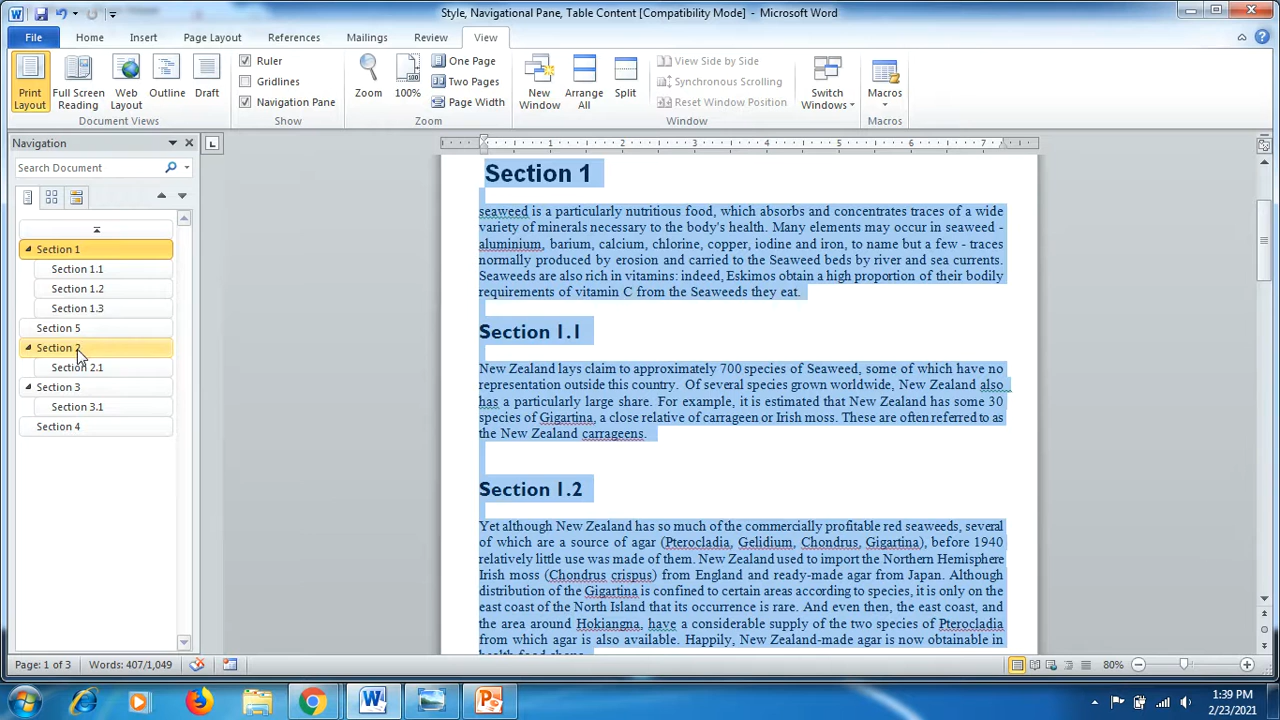 Style, Navigational Pane, Table Content [Compatibility Mode] - Microsoft Word
File Home Insert Page Layout References Mailings Review View
Print Layout
Full Screen Reading
Web Layout
Outline
Draft
Document Views
Ruler
Gridlines
Navigation Pane
Show
Zoom
100%
One Page
Two Pages
Page Width
Zoom
New Window
Arrange All
Split
View Side by Side
Synchronous Scrolling
Reset Window Position
Window
Switch Windows
Macros
Macros
Navigation
Search Document
Section 1
Section 1.1
Section 1.2
Section 1.3
Section 5
Section 2
Section 2.1
Section 3
Section 3.1
Section 4
1 2 3 4 5 6 7
Section 1
seaweed is a particularly nutritious food, which absorbs and concentrates traces of a wide
variety of minerals necessary to the body's health. Many elements may occur in seaweed -
aluminium, barium, calcium, chlorine, copper, iodine and iron, to name but a few - traces
normally produced by erosion and carried to the Seaweed beds by river and sea currents.
Seaweeds are also rich in vitamins: indeed, Eskimos obtain a high proportion of their bodily
requirements of vitamin C from the Seaweeds they eat.
Section 1.1
New Zealand lays claim to approximately 700 species of Seaweed, some of which have no
representation outside this country. Of several species grown worldwide, New Zealand also
has a particularly large share. For example, it is estimated that New Zealand has some 30
species of Gigartina, a close relative of carrageen or Irish moss. These are often referred to as
the New Zealand carrageens.
Section 1.2
Yet although New Zealand has so much of the commercially profitable red seaweeds, several
of which are a source of agar (Pterocladia, Gelidium, Chondrus, Gigartina), before 1940
relatively little use was made of them. New Zealand used to import the Northern Hemisphere
Irish moss (Chondrus crispus) from England and ready-made agar from Japan. Although
distribution of the Gigartina is confined to certain areas according to species, it is only on the
east coast of the North Island that its occurrence is rare. And even then, the east coast, and
the area around Hokiangna, have a considerable supply of the two species of Pterocladia
from which agar is also available. Happily, New Zealand-made agar is now obtainable in
health food shops.
Page: 1 of 3 Words: 407/1,049 80%
1:39 PM
2/23/2021